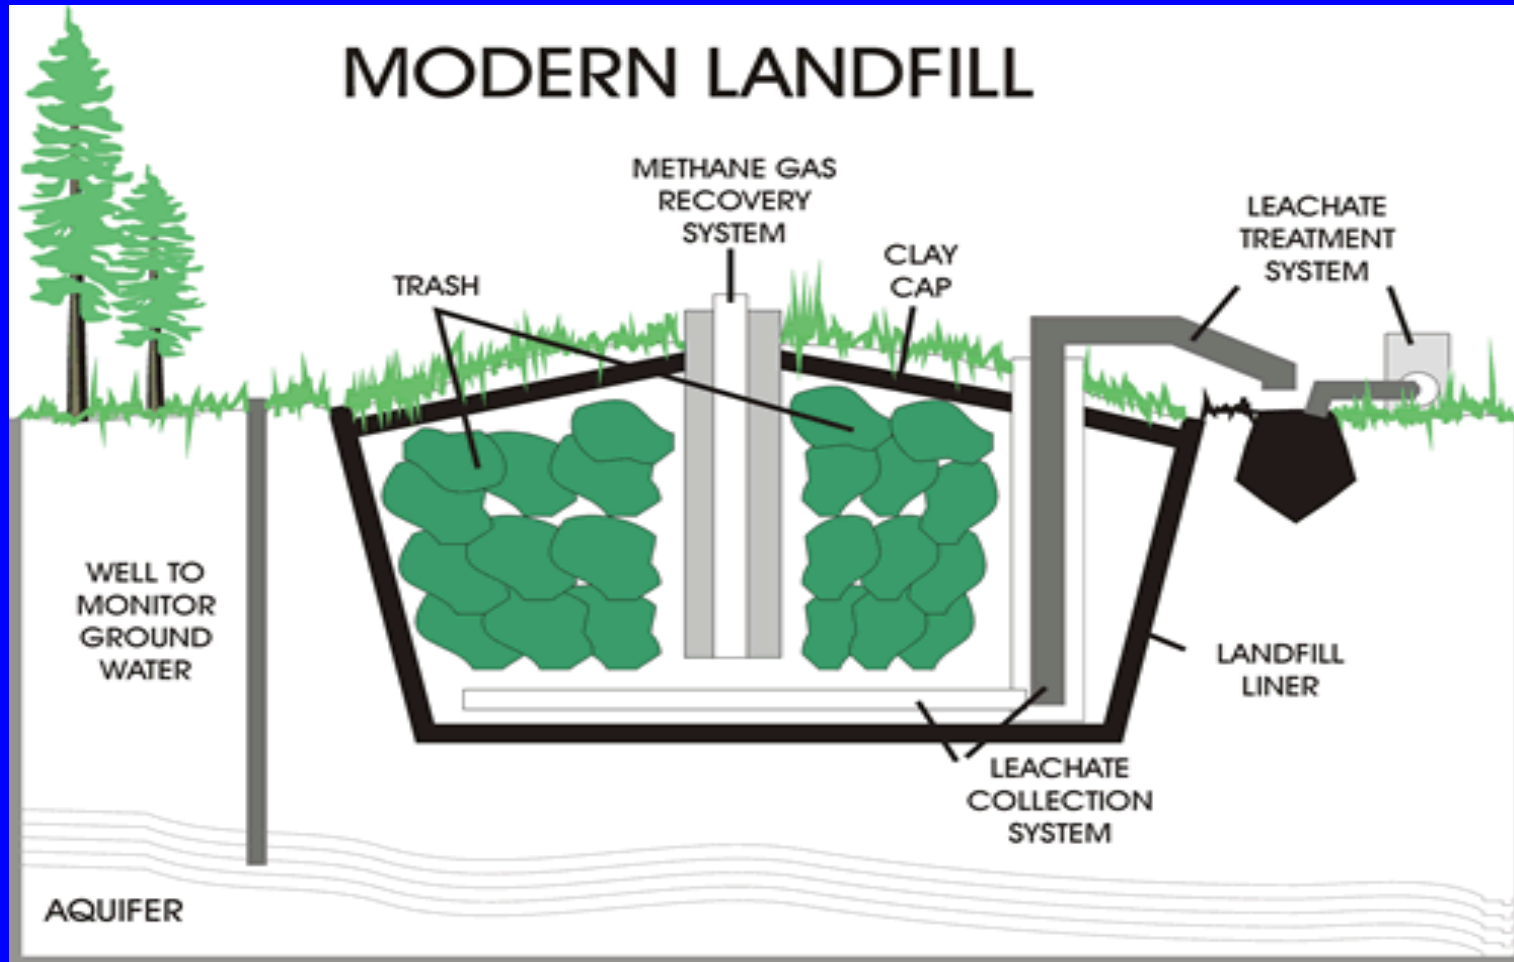 MODERN LANDFILL
METHANE GAS
RECOVERY
SYSTEM
LEACHATE
TREATMENT
SYSTEM
CLAY
CAP
TRASH
WELL TO
MONITOR
GROUND
WATER
LANDFILL
LINER
LEACHATE
COLLECTION
SYSTEM
AQUIFER